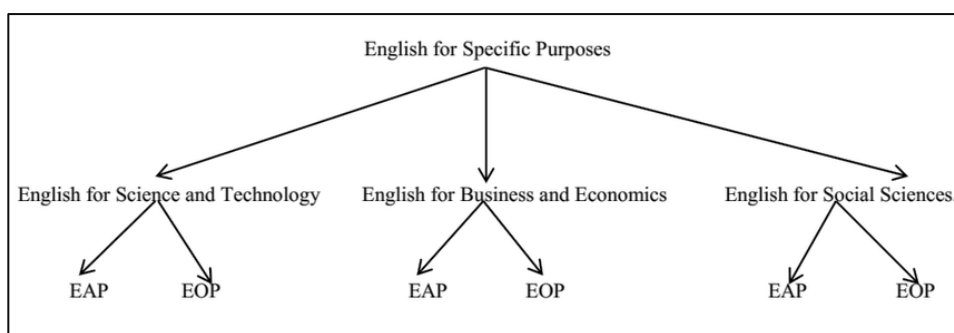 English for Specific Purposes
English for Science and Technology English for Business and Economics English for Social Sciences.
EAP EOP EAP EOP EAP EOP